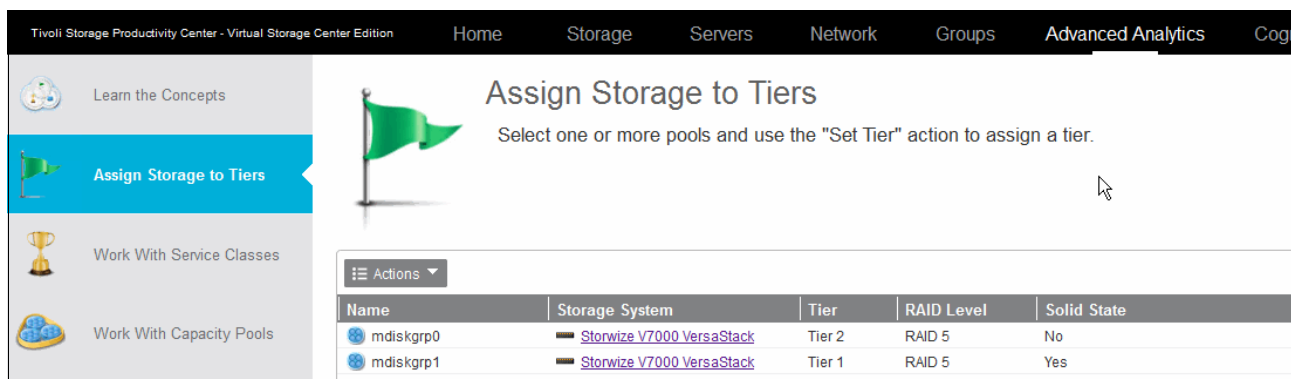 Tivoli Storage Productivity Center - Virtual Storage Center Edition Home Storage Servers Network Groups Advanced Analytics
Learn the Concepts
Assign Storage to Tiers
Work With Service Classes
Work With Capacity Pools
Assign Storage to Tiers
Select one or more pools and use the "Set Tier" action to assign a tier.
Actions
Name Storage System Tier RAID Level Solid State
mdiskgrp0 Storwize V7000 VersaStack Tier 2 RAID 5 No
mdiskgrp1 Storwize V7000 VersaStack Tier 1 RAID 5 Yes